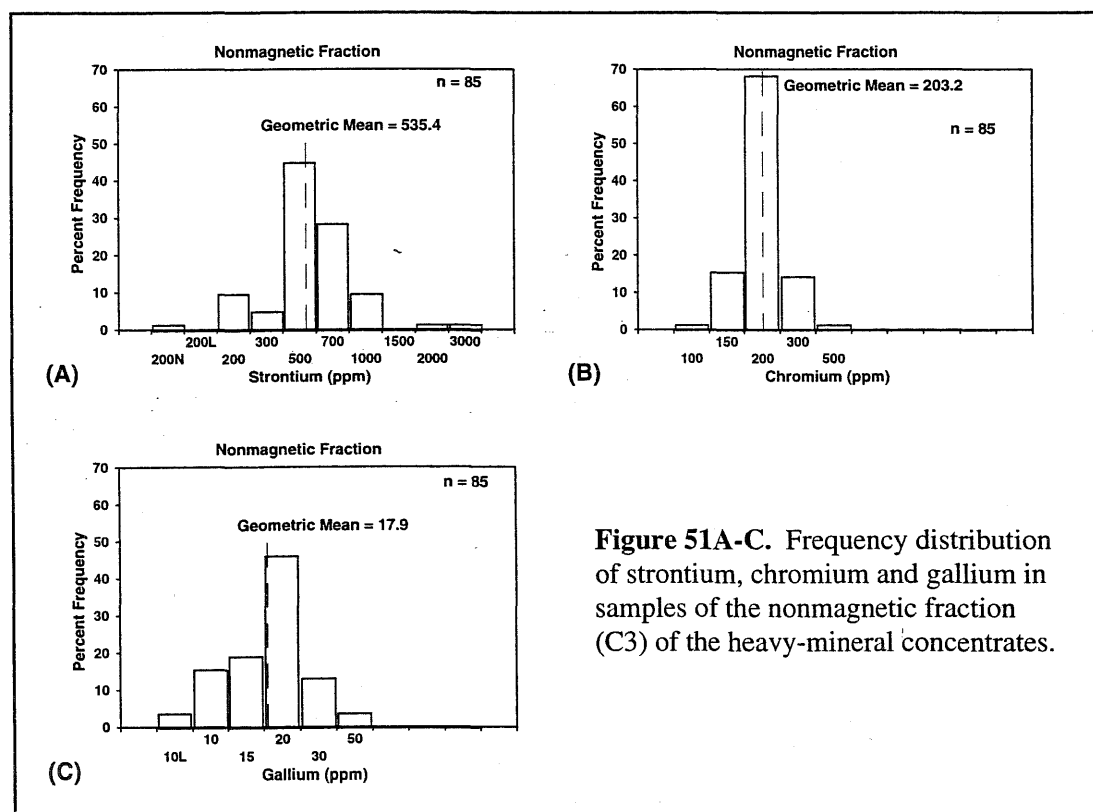 Nonmagnetic Fraction
n = 85
Geometric Mean = 535.4
Percent Frequency
70
60
50
40
30
20
10
0
200L 300 700 1500 3000
200N 200 500 1000 2000
Strontium (ppm)
(A)
Nonmagnetic Fraction
Geometric Mean = 203.2
n = 85
Percent Frequency
70
60
50
40
30
20
10
0
150 300
100 200 500
Chromium (ppm)
(B)
Nonmagnetic Fraction
n = 85
Geometric Mean = 17.9
Percent Frequency
70
60
50
40
30
20
10
0
10 20 50
10L 15 30
Gallium (ppm)
(C)
Figure 51A-C. Frequency distribution
of strontium, chromium and gallium in
samples of the nonmagnetic fraction
(C3) of the heavy-mineral concentrates.